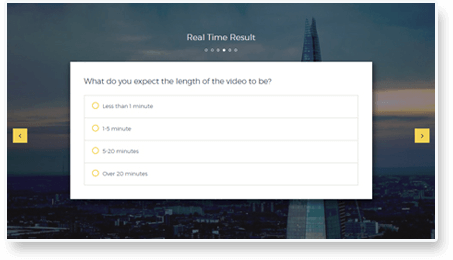 Real Time Result
What do you expect the length of the video to be?
Less than 1 minute
1-5 minute
5-20 minutes
Over 20 minutes